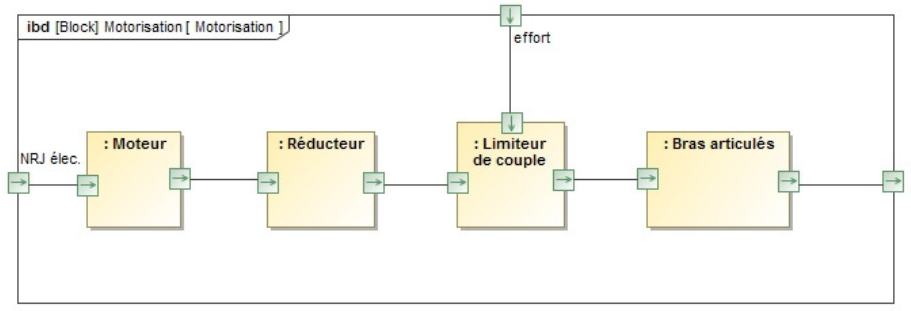 ibd [Block] Motorisation [ Motorisation ]
effort
NRJ élec.
: Moteur
: Réducteur
: Limiteur
de couple
: Bras articulés